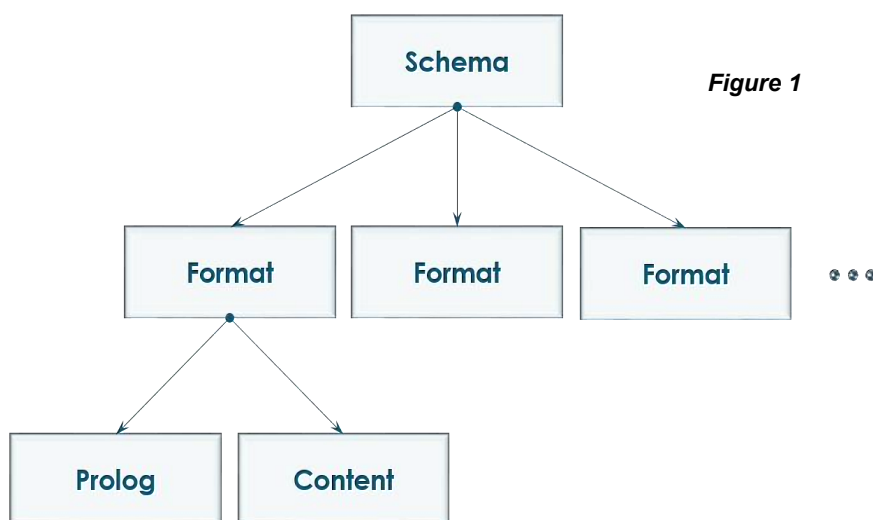 Schema
Figure 1
Format
Format
Format
Prolog
Content